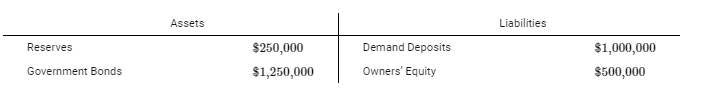 Assets Liabilities
Reserves $250,000 Demand Deposits $1,000,000
Government Bonds $1,250,000 Owners' Equity $500,000